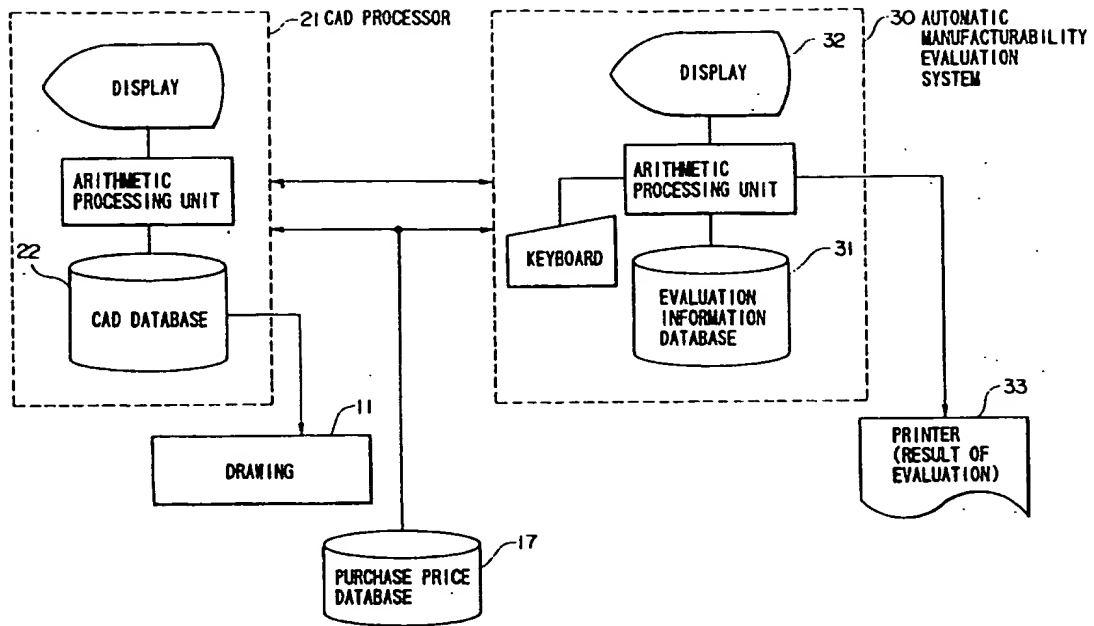 21 CAD PROCESSOR
DISPLAY
ARITHMETIC
PROCESSING UNIT
22
CAD DATABASE
11
DRAWING
17
PURCHASE PRICE
DATABASE
30 AUTOMATIC
MANUFACTURABILITY
EVALUATION
SYSTEM
32
DISPLAY
ARITHMETIC
PROCESSING UNIT
KEYBOARD
31
EVALUATION
INFORMATION
DATABASE
33
PRINTER
(RESULT OF
EVALUATION)